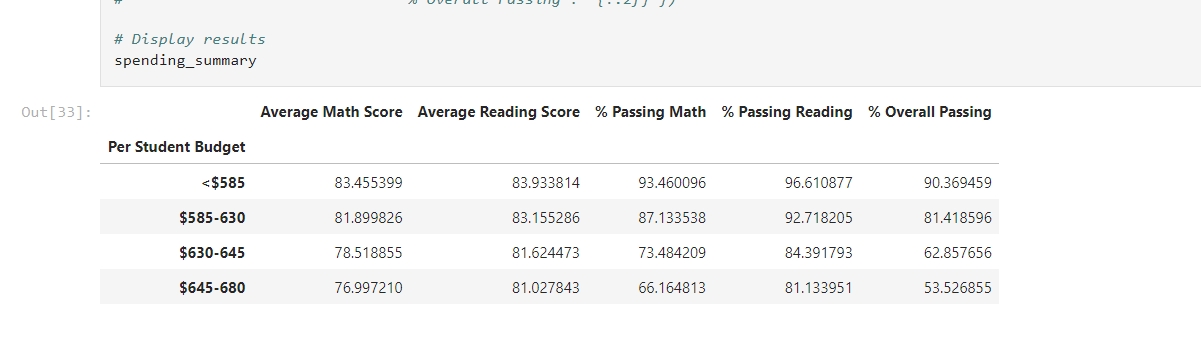 # % Overall Passing
# Display results
spending_summary
Out[33]:
Average Math Score Average Reading Score % Passing Math % Passing Reading % Overall Passing
Per Student Budget
<$585 83.455399 83.933814 93.460096 96.610877 90.369459
$585-630 81.899826 83.155286 87.133538 92.718205 81.418596
$630-645 78.518855 81.624473 73.484209 84.391793 62.857656
$645-680 76.997210 81.027843 66.164813 81.133951 53.526855